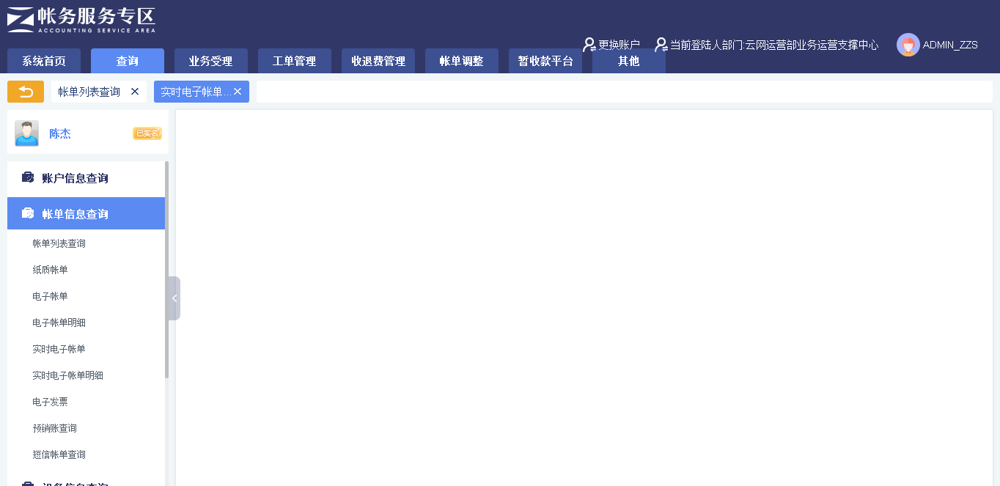 帐务服务专区
ACCOUNTING SERVICE AREA
更换账户
当前登陆人部门:云网运营部业务运营支撑中心
ADMIN_ZZS
系统首页
查询
业务受理
工单管理
收退费管理
帐单调整
暂收款平台
其他
帐单列表查询
实时电子帐单...
陈杰
已实名
账户信息查询
帐单信息查询
帐单列表查询
纸质帐单
电子帐单
电子帐单明细
实时电子帐单
实时电子帐单明细
电子发票
预销账查询
短信帐单查询